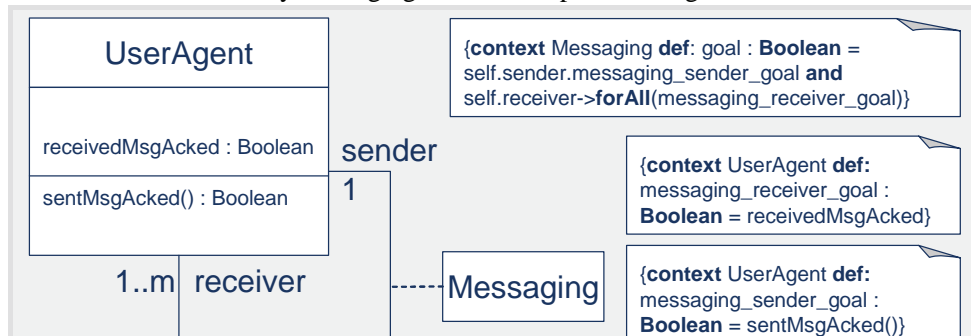 UserAgent
receivedMsgAcked : Boolean
sentMsgAcked() : Boolean
sender
1
1..m receiver
Messaging
{context Messaging def: goal : Boolean =
self.sender.messaging_sender_goal and
self.receiver->forAll(messaging_receiver_goal)}
{context UserAgent def:
messaging_receiver_goal :
Boolean = receivedMsgAcked}
{context UserAgent def:
messaging_sender_goal :
Boolean = sentMsgAcked()}